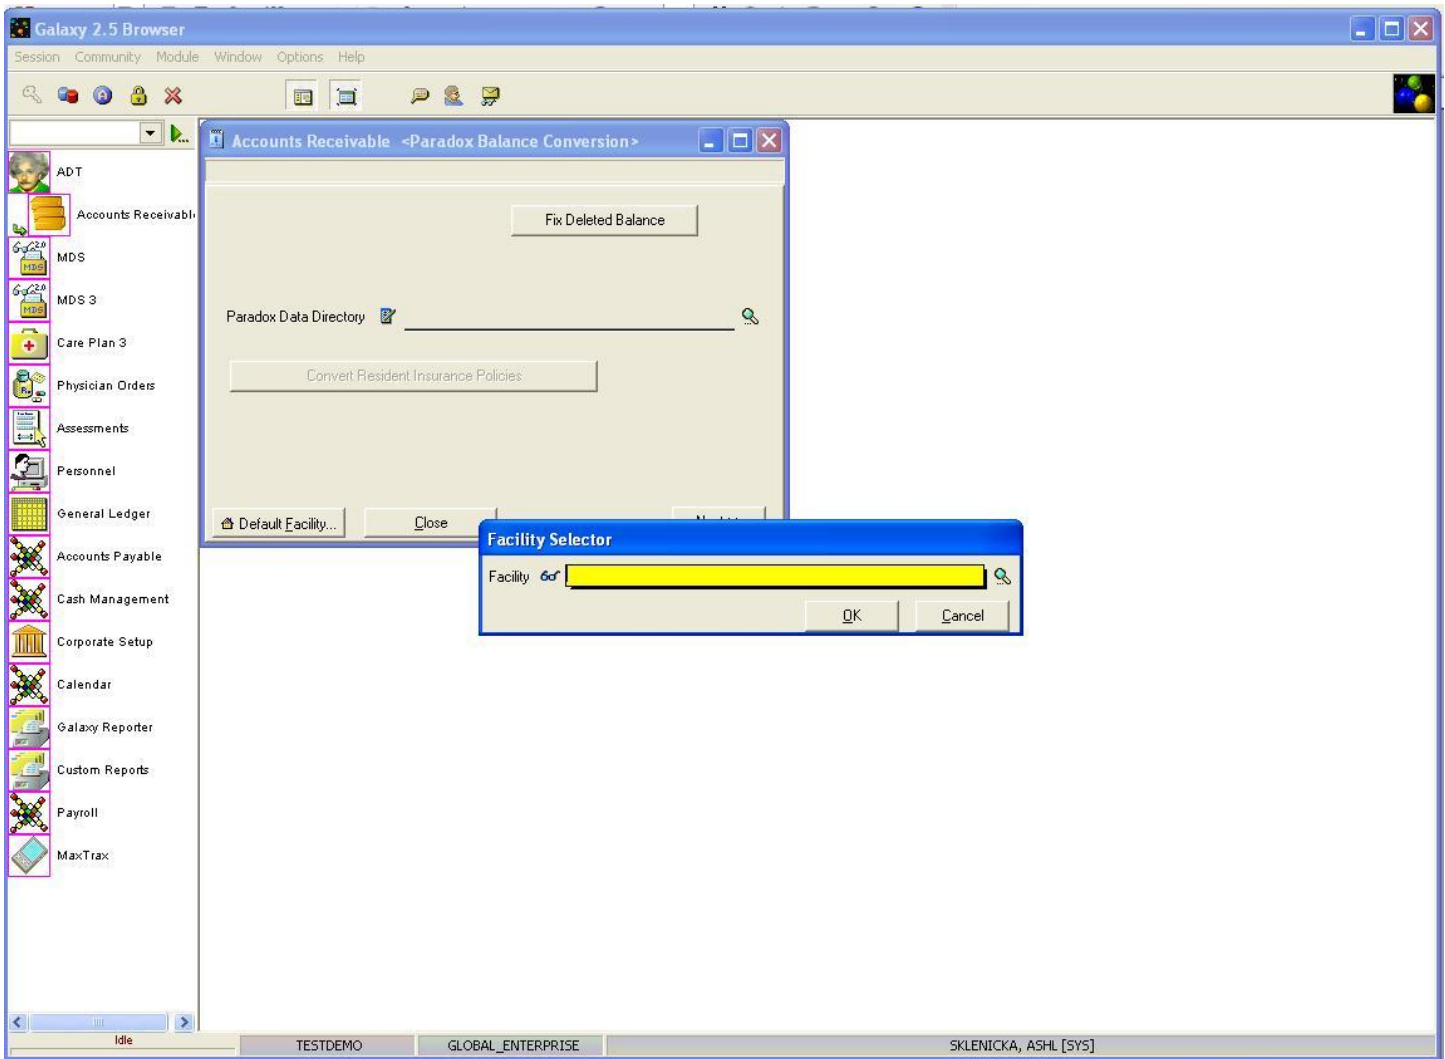 Galaxy 2.5 Browser
Session Community Module Window Options Help
Accounts Receivable <Paradox Balance Conversion>
ADT
Accounts Receivabl
MDS
MDS 3
Care Plan 3
Physician Orders
Assessments
Personnel
General Ledger
Accounts Payable
Cash Management
Corporate Setup
Calendar
Galaxy Reporter
Custom Reports
Payroll
MaxTrax
Fix Deleted Balance
Paradox Data Directory
Convert Resident Insurance Policies
Default Facility...
Close
Facility Selector
Facility
OK
Cancel
Idle
TESTDEMO
GLOBAL_ENTERPRISE
SKLENICKA, ASHL [SYS]